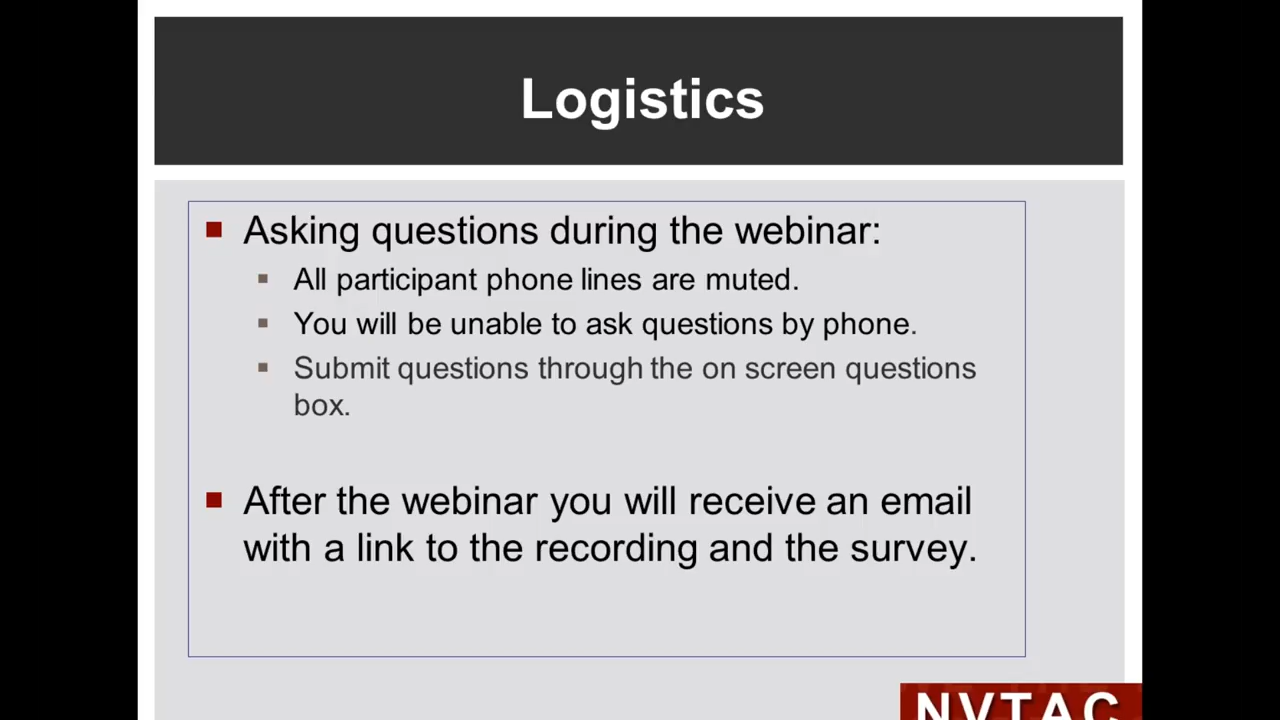 Logistics
Asking questions during the webinar:
All participant phone lines are muted.
You will be unable to ask questions by phone.
Submit questions through the on screen questions
box.
After the webinar you will receive an email
with a link to the recording and the survey.
NVTAC